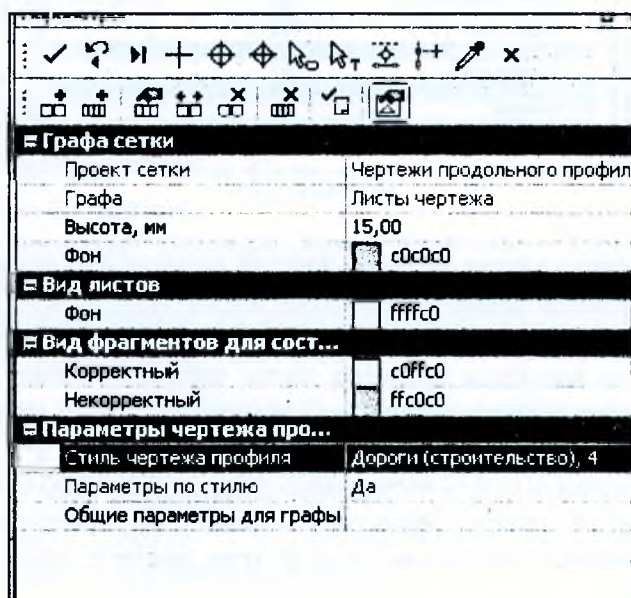 Графа сетки
Проект сетки Чертежи продольного профил
Графа Листы чертежа
Высота, мм 15,00
Фон c0c0c0
Вид листов
Фон ffffc0
Вид фрагментов для сост...
Корректный c0ffc0
Некорректный ffc0c0
Параметры чертежа про...
Стиль чертежа профиля Дороги (строительство), 4
Параметры по стилю Да
Общие параметры для графы